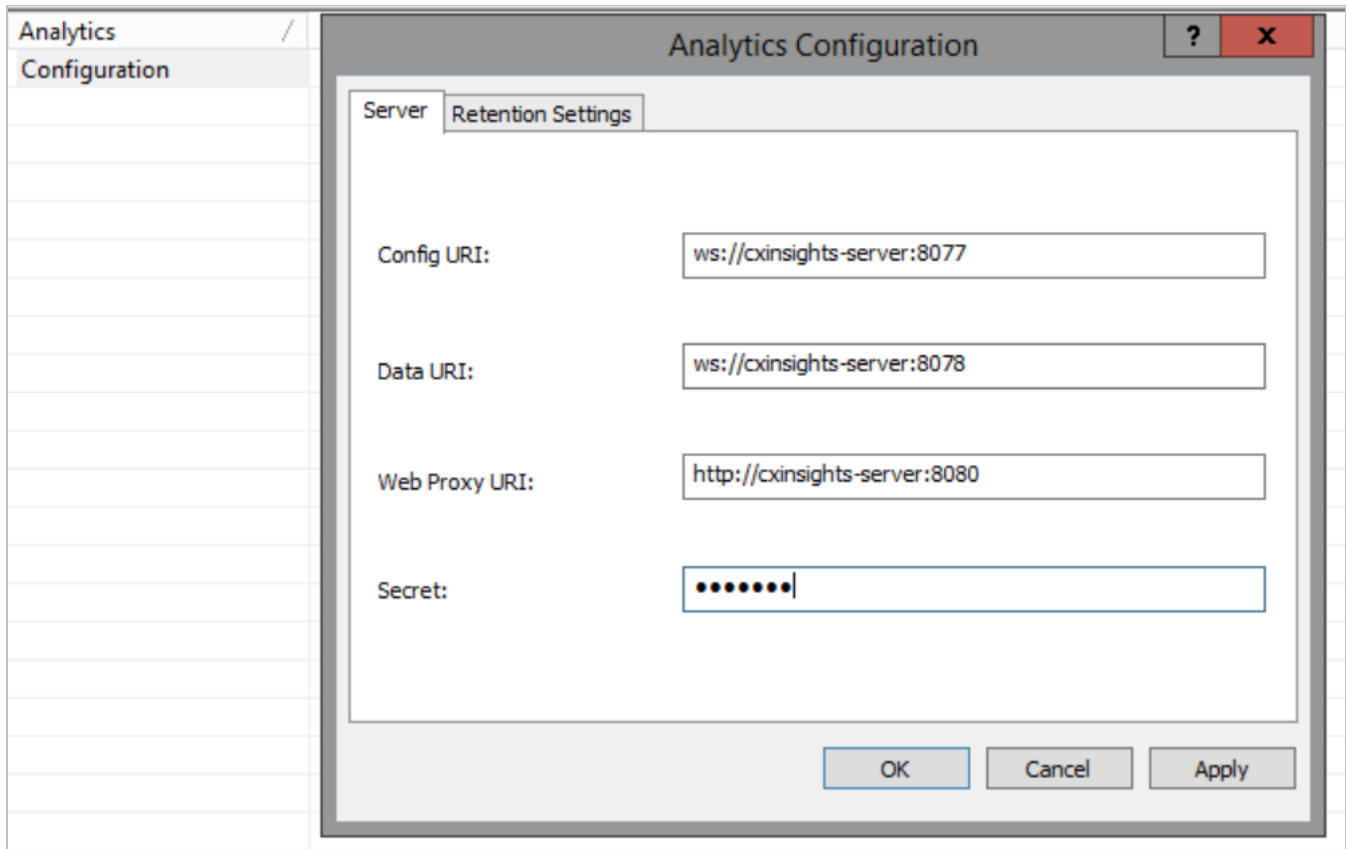 Analytics
Configuration
Analytics Configuration
? x
Server Retention Settings
Config URI: ws://cxinsights-server:8077
Data URI: ws://cxinsights-server:8078
Web Proxy URI: http://cxinsights-server:8080
Secret: •••••••
OK Cancel Apply